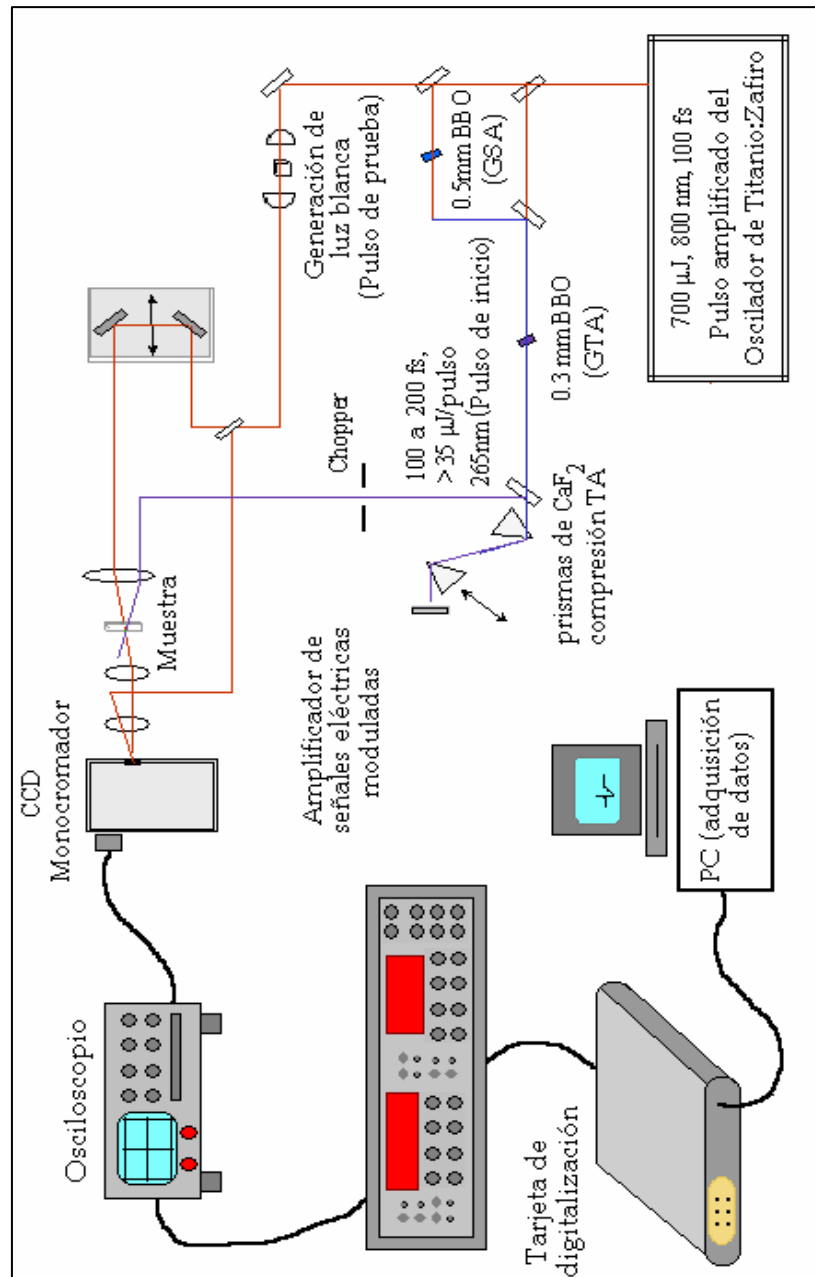 CCD
Monocromador
Osciloscopio
Muestra
Chopper
Generación de
luz blanca
(Pulso de prueba)
0.5mm BBO
(GSA)
100 a 200 fs,
>35 µJ/pulso
265nm (Pulso de inicio)
0.3 mmBBO
(GTA)
700 µJ, 800 nm, 100 fs
Pulso amplificado del
Oscilador de Titanio:Zafiro
prismas de CaF₂
compresión TA
Amplificador de
señales eléctricas
moduladas
Tarjeta de
digitalización
PC (adquisición
de datos)